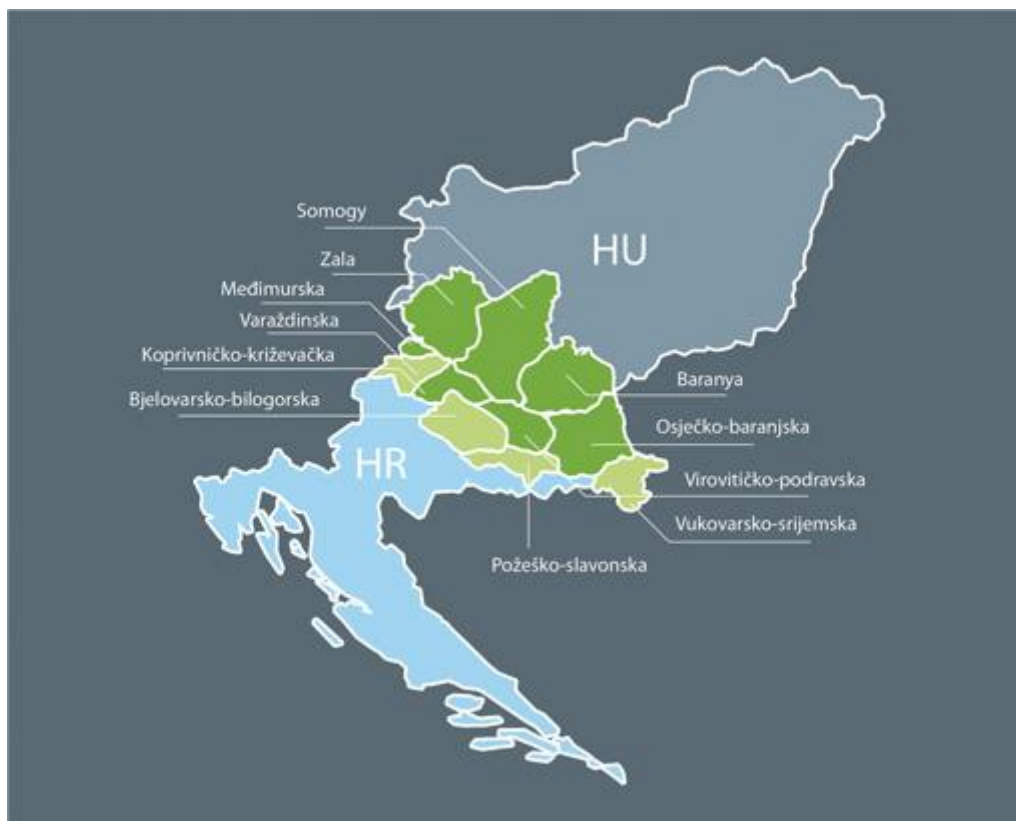 Somogy
HU
Zala
Međimurska
Varaždinska
Koprivničko-križevačka
Baranya
Bjelovarsko-bilogorska
Osječko-baranjska
HR
Virovitičko-podravska
Vukovarsko-srijemska
Požeško-slavonska